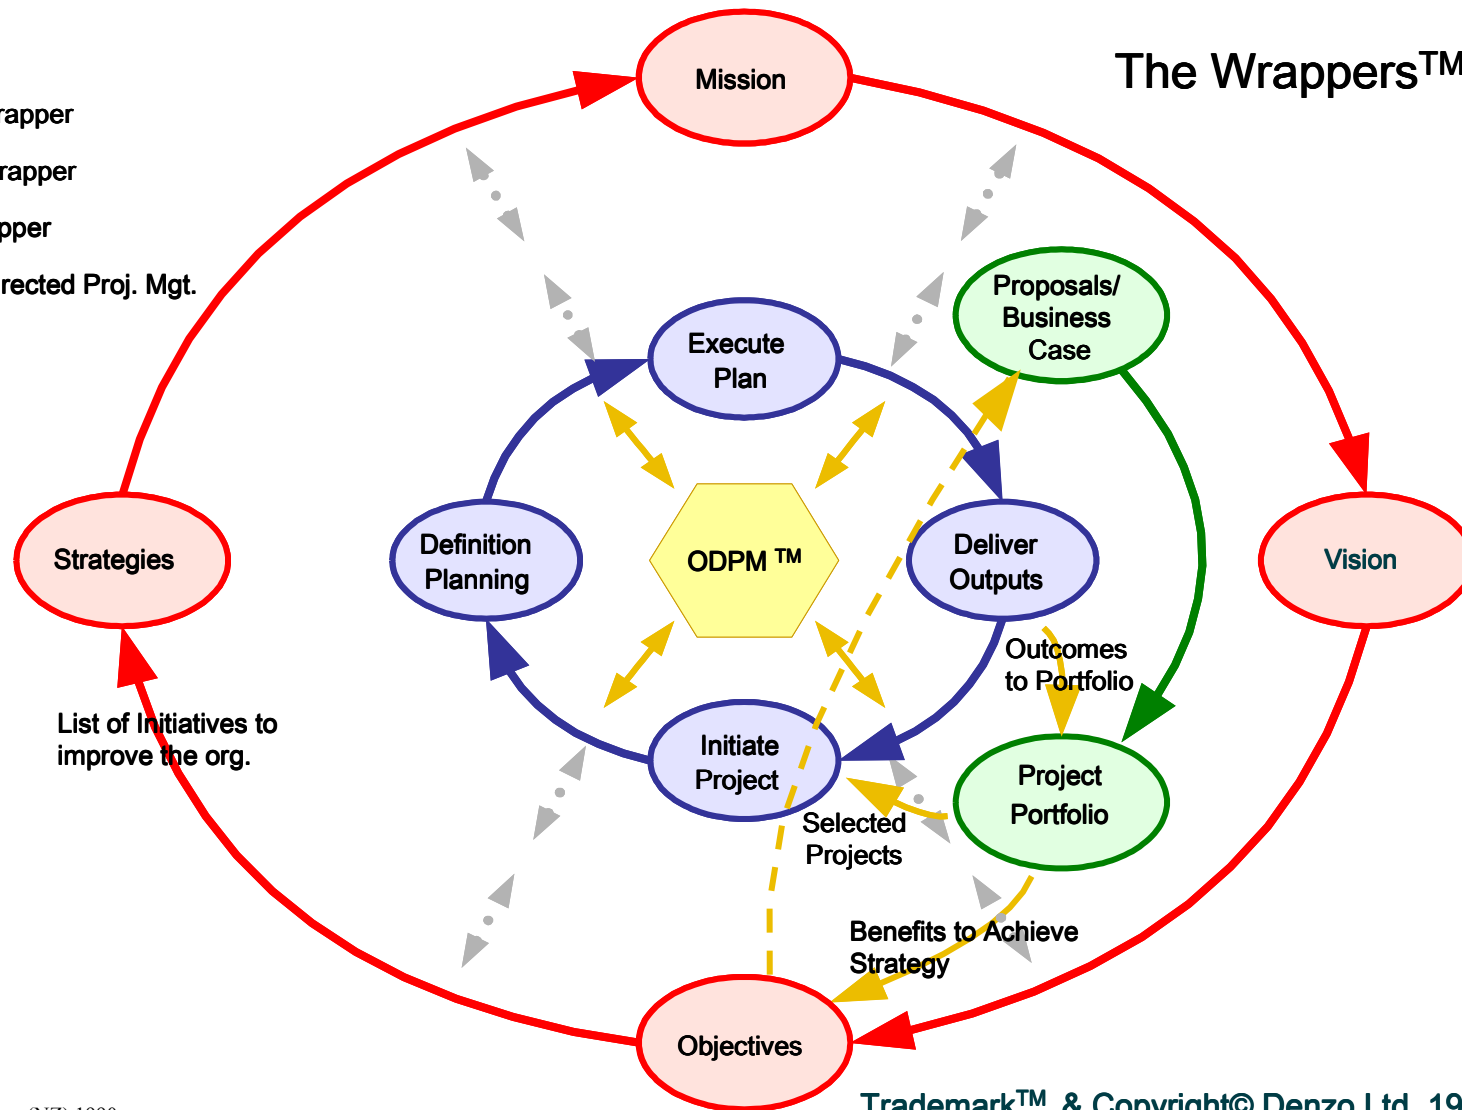 The Wrappers™
Mission
rapper
rapper
pper
rected Proj. Mgt.
Proposals/
Business
Case
Execute
Plan
Strategies
Definition
Planning
ODPM ™
Deliver
Outputs
Vision
Outcomes
to Portfolio
List of Initiatives to
improve the org.
Initiate
Project
Project
Portfolio
Selected
Projects
Benefits to Achieve
Strategy
Objectives
Trademark™ & Copyright© Denzo Ltd. 19